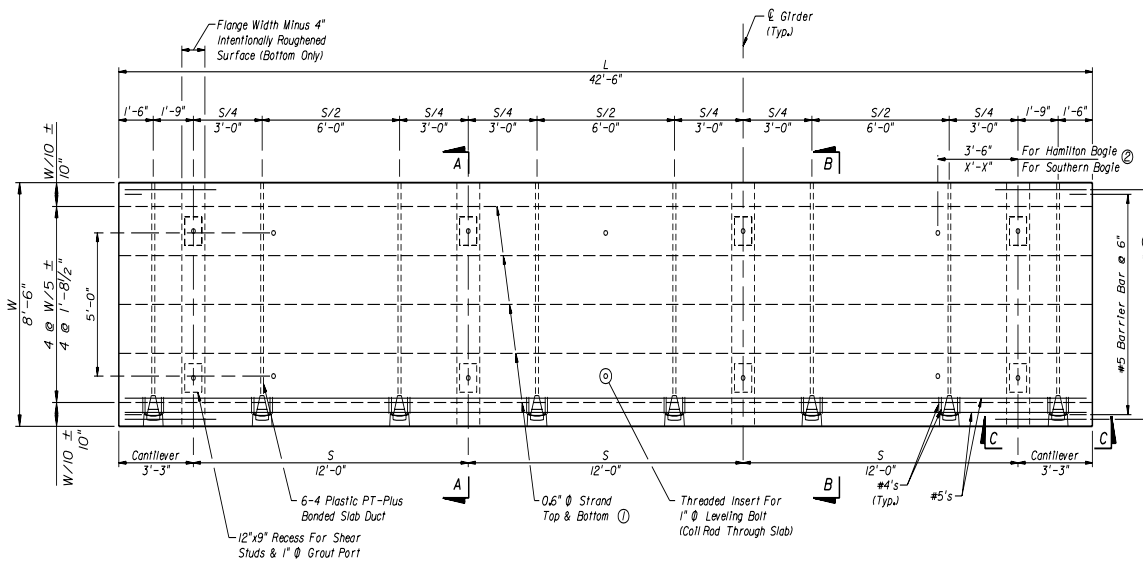 Flange Width Minus 4"
Intentionally Roughened
Surface (Bottom Only)
℄ Girder
(Typ.)
L
42'-6"
1'-6"
1'-9"
S/4
3'-0"
S/2
6'-0"
S/4
3'-0"
S/4
3'-0"
S/2
6'-0"
S/4
3'-0"
S/4
3'-0"
S/2
6'-0"
S/4
3'-0"
1'-9"
1'-6"
A
B
3'-6"
X'-X"
For Hamilton Bogie ②
For Southern Bogie
W/10 ±
10"
W
8'-6"
4 @ W/5 ±
4 @ 1'-8 1/2"
5'-0"
W/10 ±
10"
#5 Barrier Bar @ 6"
C
C
Cantilever
3'-3"
S
12'-0"
S
12'-0"
S
12'-0"
Cantilever
3'-3"
A
B
#4's
(Typ.)
#5's
6-4 Plastic PT-Plus
Bonded Slab Duct
0.6" Φ Strand
Top & Bottom ①
Threaded Insert For
1" Φ Leveling Bolt
(Coil Rod Through Slab)
12"x9" Recess For Shear
Studs & 1" Φ Grout Port